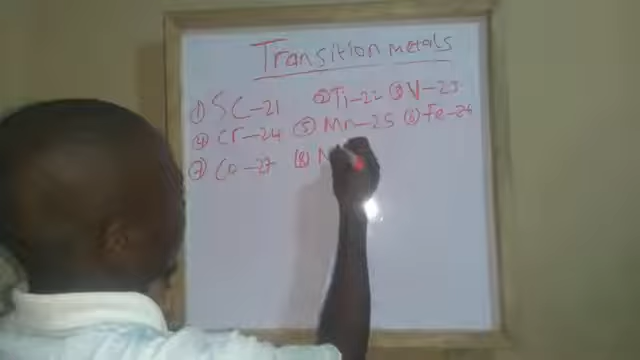 Transition metals
① SC-21 ② Ti-22 ③ V-23
④ Cr-24 ⑤ Mn-25 ⑥ Fe-26
⑦ Co-27 ⑧ N